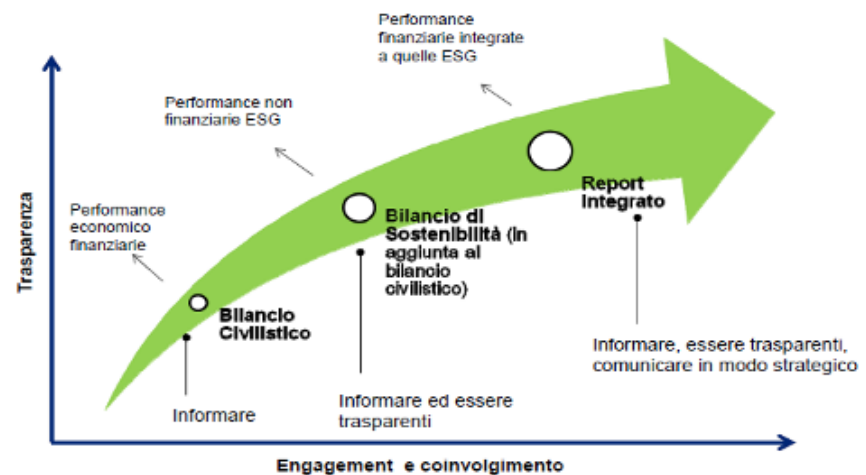 Performance
finanziarie integrate
a quelle ESG
Performance non
finanziarie ESG
Performance
economico
finanziarie
Trasparenza
Report
Integrato
Bilancio di
Sostenibilità (in
aggiunta al
bilancio
civilistico)
Bilancio
Civilistico
Informare, essere trasparenti,
comunicare in modo strategico
Informare ed essere
trasparenti
Informare
Engagement e coinvolgimento